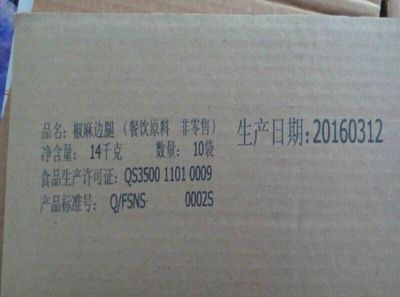 品名: 椒麻边腿 (餐饮原料 非零售)
生产日期:20160312
净含量: 14千克 数量: 10袋
食品生产许可证: QS3500 1101 0009
产品标准号: Q/FSNS 0002S